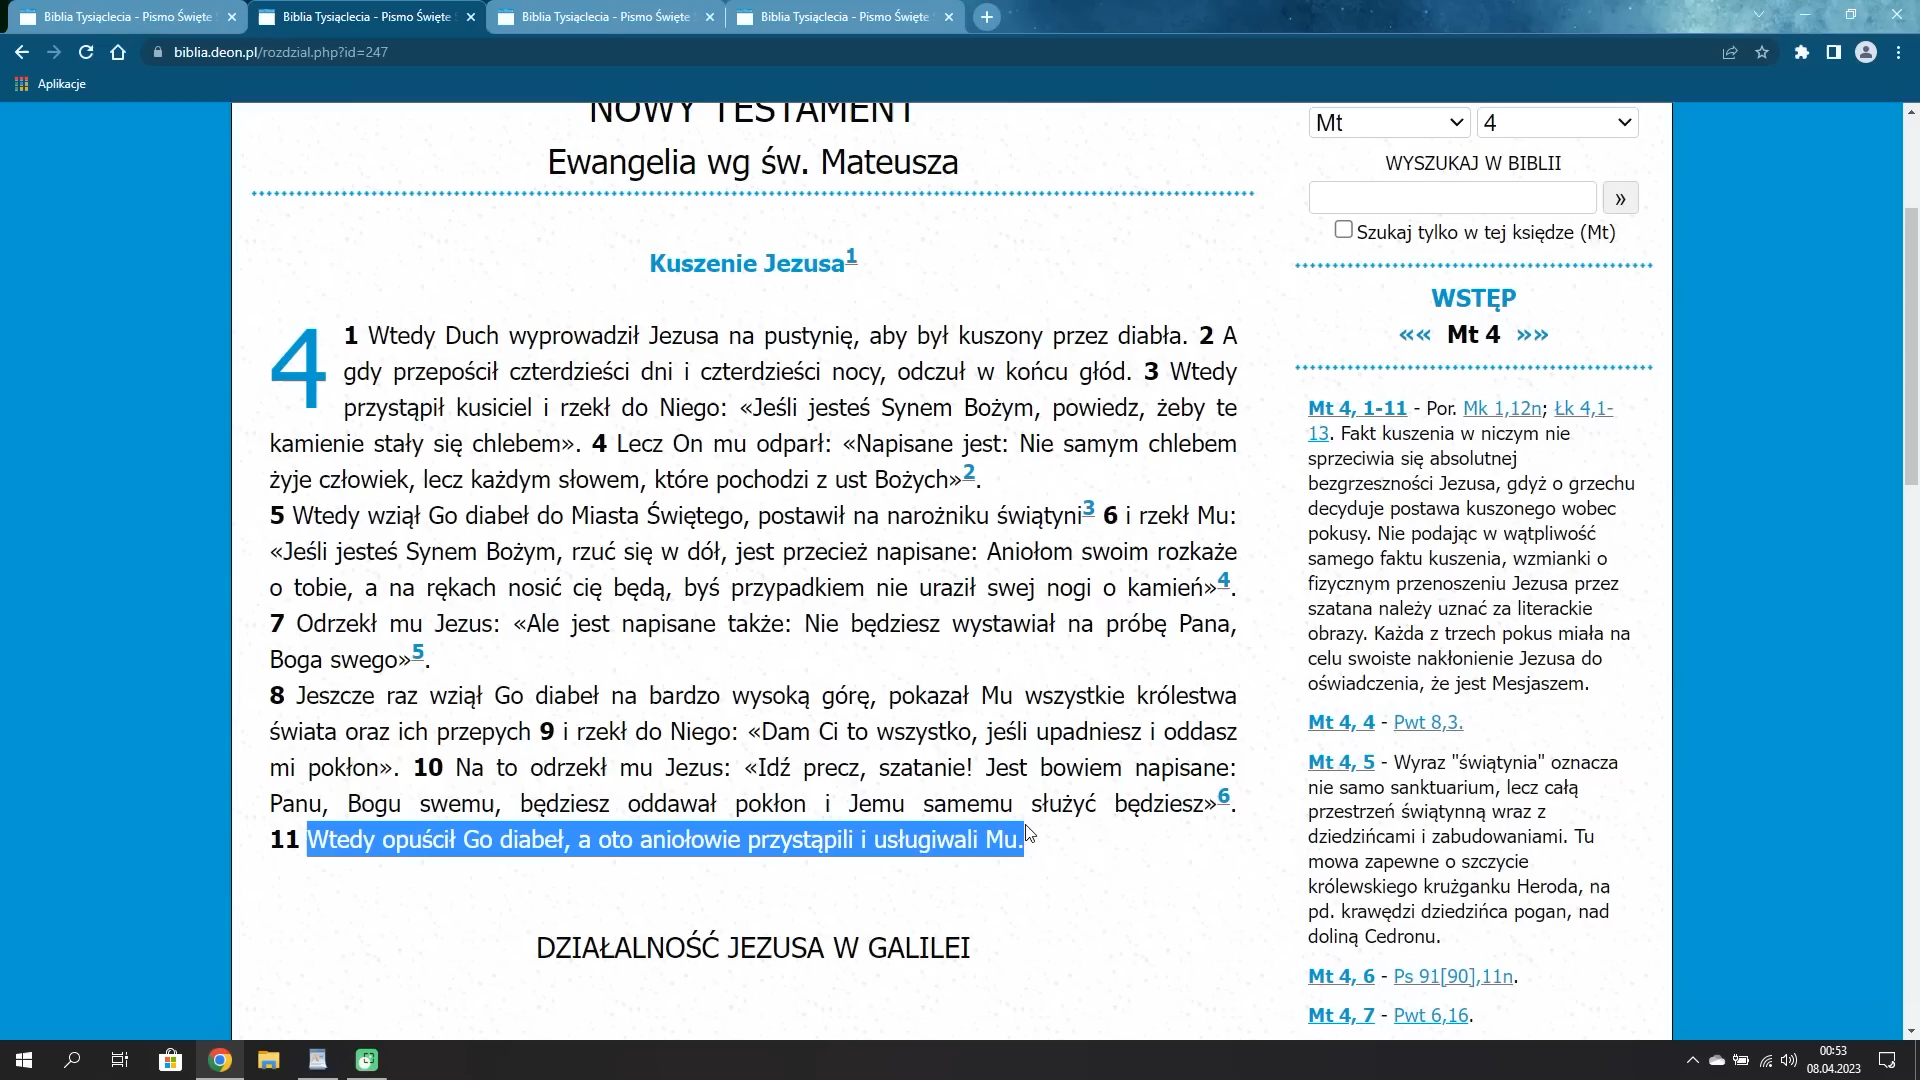 Biblia Tysiąclecia - Pismo Święte
Biblia Tysiąclecia - Pismo Święte
Biblia Tysiąclecia - Pismo Święte
Biblia Tysiąclecia - Pismo Święte
biblia.deon.pl/rozdzial.php?id=247
Aplikacje
NOWY TESTAMENT
Ewangelia wg św. Mateusza
Kuszenie Jezusa1
4 1 Wtedy Duch wyprowadził Jezusa na pustynię, aby był kuszony przez diabła. 2 A
gdy przepościł czterdzieści dni i czterdzieści nocy, odczuł w końcu głód. 3 Wtedy
przystąpił kusiciel i rzekł do Niego: «Jeśli jesteś Synem Bożym, powiedz, żeby te
kamienie stały się chlebem». 4 Lecz On mu odparł: «Napisane jest: Nie samym chlebem
żyje człowiek, lecz każdym słowem, które pochodzi z ust Bożych»2.
5 Wtedy wziął Go diabeł do Miasta Świętego, postawił na narożniku świątyni3 6 i rzekł Mu:
«Jeśli jesteś Synem Bożym, rzuć się w dół, jest przecież napisane: Aniołom swoim rozkaże
o tobie, a na rękach nosić cię będą, byś przypadkiem nie uraził swej nogi o kamień»4.
7 Odrzekł mu Jezus: «Ale jest napisane także: Nie będziesz wystawiał na próbę Pana,
Boga swego»5.
8 Jeszcze raz wziął Go diabeł na bardzo wysoką górę, pokazał Mu wszystkie królestwa
świata oraz ich przepych 9 i rzekł do Niego: «Dam Ci to wszystko, jeśli upadniesz i oddasz
mi pokłon». 10 Na to odrzekł mu Jezus: «Idź precz, szatanie! Jest bowiem napisane:
Panu, Bogu swemu, będziesz oddawał pokłon i Jemu samemu służyć będziesz»6.
11 Wtedy opuścił Go diabeł, a oto aniołowie przystąpili i usługiwali Mu.
DZIAŁALNOŚĆ JEZUSA W GALILEI
Mt 4
WYSZUKAJ W BIBLII
»
Szukaj tylko w tej księdze (Mt)
WSTĘP
«« Mt 4 »»
Mt 4, 1-11 - Por. Mk 1,12n; Łk 4,1-
13. Fakt kuszenia w niczym nie
sprzeciwia się absolutnej
bezgrzeszności Jezusa, gdyż o grzechu
decyduje postawa kuszonego wobec
pokusy. Nie podając w wątpliwość
samego faktu kuszenia, wzmianki o
fizycznym przenoszeniu Jezusa przez
szatana należy uznać za literackie
obrazy. Każda z trzech pokus miała na
celu swoiste nakłonienie Jezusa do
oświadczenia, że jest Mesjaszem.
Mt 4, 4 - Pwt 8,3.
Mt 4, 5 - Wyraz "świątynia" oznacza
nie samo sanktuarium, lecz całą
przestrzeń świątynną wraz z
dziedzińcami i zabudowaniami. Tu
mowa zapewne o szczycie
królewskiego krużganku Heroda, na
pd. krawędzi dziedzińca pogan, nad
doliną Cedronu.
Mt 4, 6 - Ps 91[90],11n.
Mt 4, 7 - Pwt 6,16.
00:53
08.04.2023